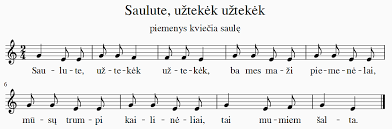 Saulute, užtekėk užtekėk
piemenys kviečia saulę
Sau - lu - te, už - te - kėk už - te - kėk, ba mes ma - ži pie - me - nė - lai,
6
mū - sų trum - pi kai - li - nė - liai, tai mu - miem šal - ta.